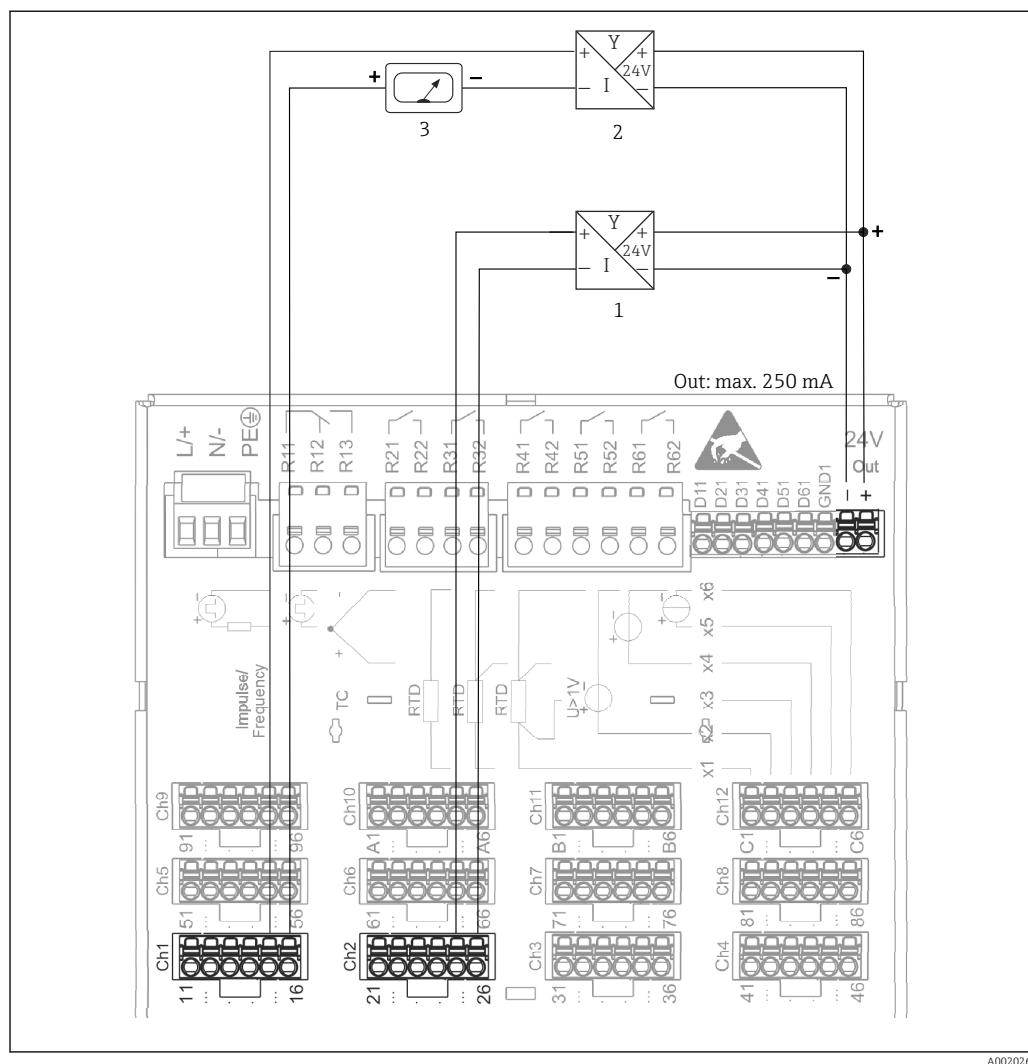 Y
+ +
24V
− I −
+ −
3
2
Y
+ +
24V
− I −
1
+
−
Out: max. 250 mA
L/+
N/-
PE
R11
R12
R13
R21
R22
R31
R32
R41
R42
R51
R52
R61
R62
D11
D21
D31
D41
D51
D61
GND1
24V
Out
− +
Impulse/
Frequency
- +
- +
-
+
TC
RTD
RTD
RTD
U>1V
+ -
+ -
+ -
x6
x5
x4
x3
x2
x1
Ch9
91 ... . . ... 96
Ch10
A1 ... . . ... A6
Ch11
B1 ... . . ... B6
Ch12
C1 ... . . ... C6
Ch5
51 ... . . ... 56
Ch6
61 ... . . ... 66
Ch7
71 ... . . ... 76
Ch8
81 ... . . ... 86
Ch1
11 ... . . ... 16
Ch2
21 ... . . ... 26
Ch3
31 ... . . ... 36
Ch4
41 ... . . ... 46